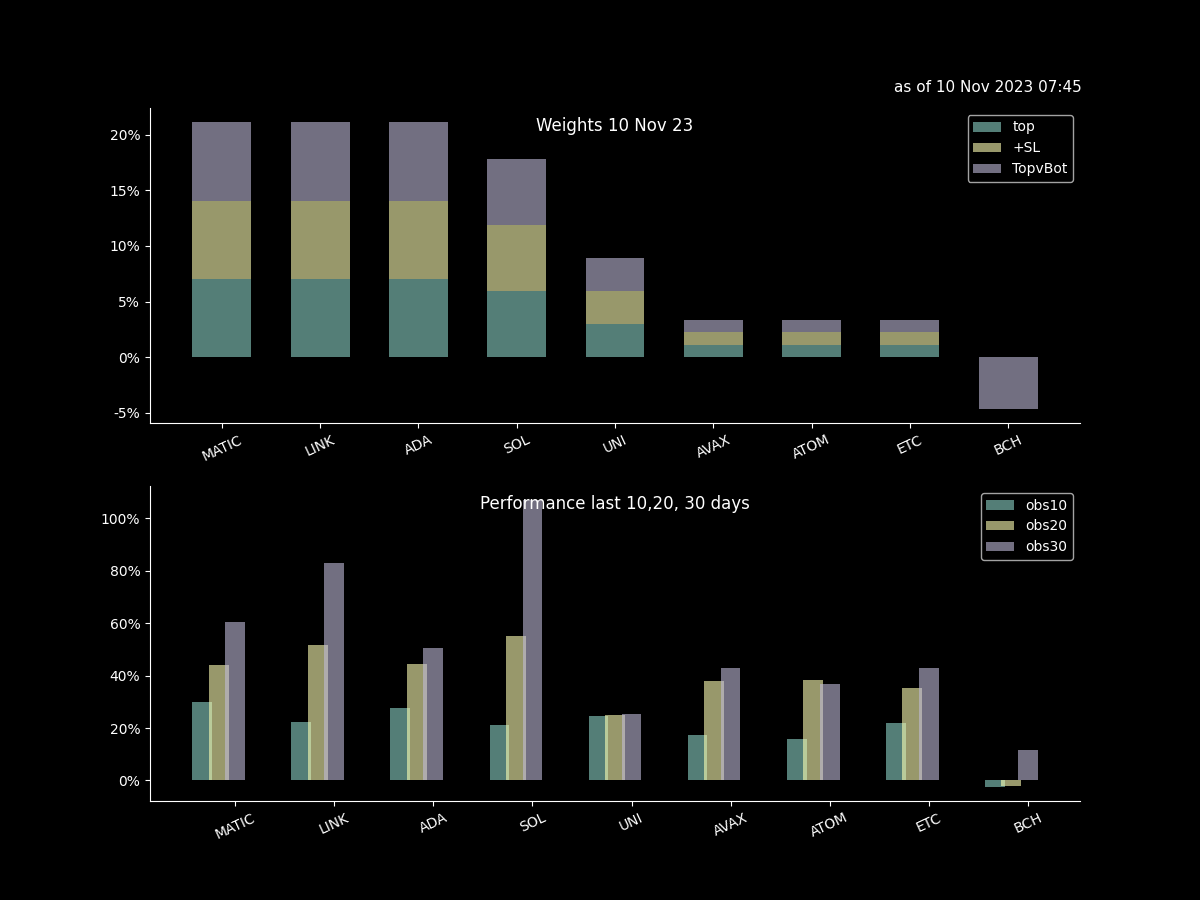 as of 10 Nov 2023 07:45
Weights 10 Nov 23
top
+SL
TopvBot
20%
15%
10%
5%
0%
-5%
MATIC LINK ADA SOL UNI AVAX ATOM ETC BCH
Performance last 10,20, 30 days
obs10
obs20
obs30
100%
80%
60%
40%
20%
0%
MATIC LINK ADA SOL UNI AVAX ATOM ETC BCH